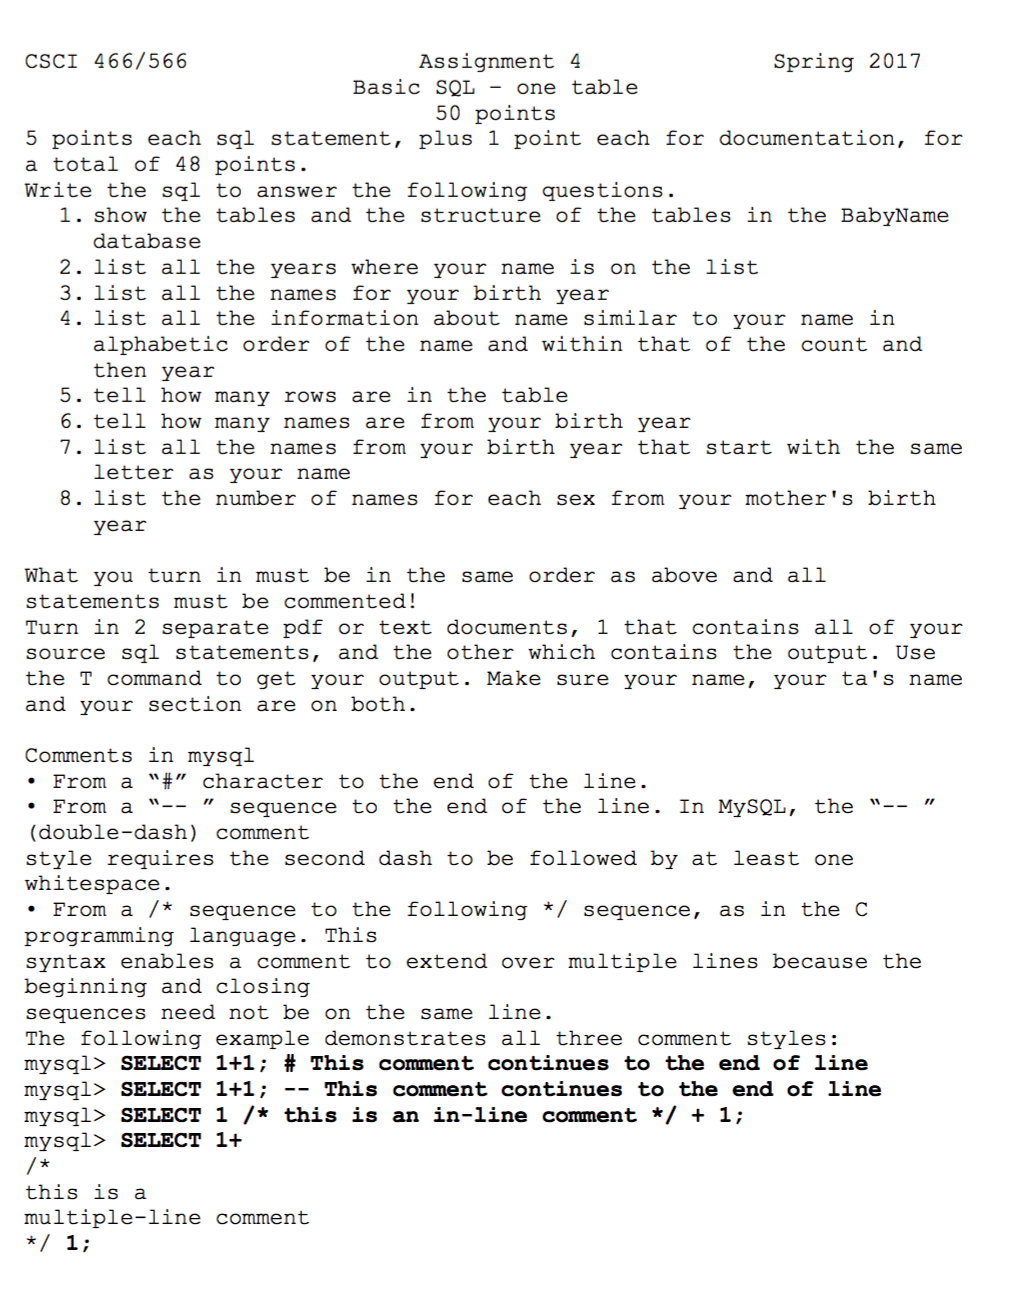 CSCI 466/566 Assignment 4 Spring 2017
Basic SQL – one table
50 points
5 points each sql statement, plus 1 point each for documentation, for
a total of 48 points.
Write the sql to answer the following questions.
1. show the tables and the structure of the tables in the BabyName
database
2. list all the years where your name is on the list
3. list all the names for your birth year
4. list all the information about name similar to your name in
alphabetic order of the name and within that of the count and
then year
5. tell how many rows are in the table
6. tell how many names are from your birth year
7. list all the names from your birth year that start with the same
letter as your name
8. list the number of names for each sex from your mother's birth
year
What you turn in must be in the same order as above and all
statements must be commented!
Turn in 2 separate pdf or text documents, 1 that contains all of your
source sql statements, and the other which contains the output. Use
the T command to get your output. Make sure your name, your ta's name
and your section are on both.
Comments in mysql
• From a “#” character to the end of the line.
• From a “-- ” sequence to the end of the line. In MySQL, the “-- ”
(double-dash) comment
style requires the second dash to be followed by at least one
whitespace.
• From a /* sequence to the following */ sequence, as in the C
programming language. This
syntax enables a comment to extend over multiple lines because the
beginning and closing
sequences need not be on the same line.
The following example demonstrates all three comment styles:
mysql> SELECT 1+1; # This comment continues to the end of line
mysql> SELECT 1+1; -- This comment continues to the end of line
mysql> SELECT 1 /* this is an in-line comment */ + 1;
mysql> SELECT 1+
/*
this is a
multiple-line comment
*/ 1;